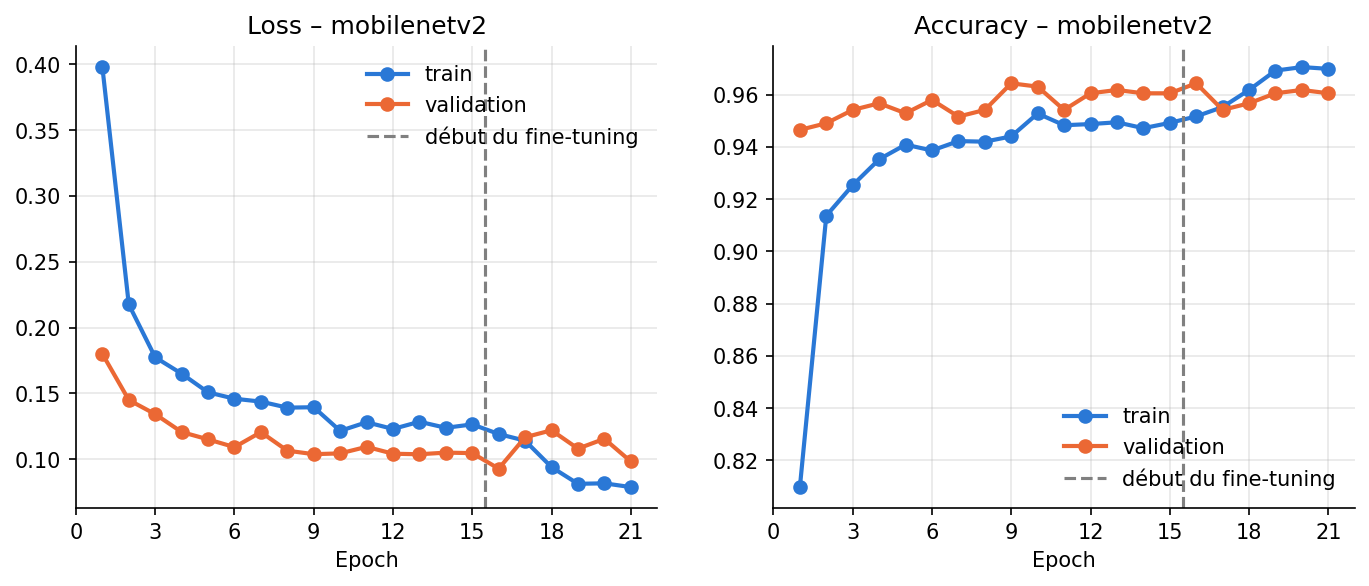 Loss – mobilenetv2
0.40
0.35
0.30
0.25
0.20
0.15
0.10
train
validation
début du fine-tuning
0 3 6 9 12 15 18 21
Epoch
Accuracy – mobilenetv2
0.96
0.94
0.92
0.90
0.88
0.86
0.84
0.82
train
validation
début du fine-tuning
0 3 6 9 12 15 18 21
Epoch